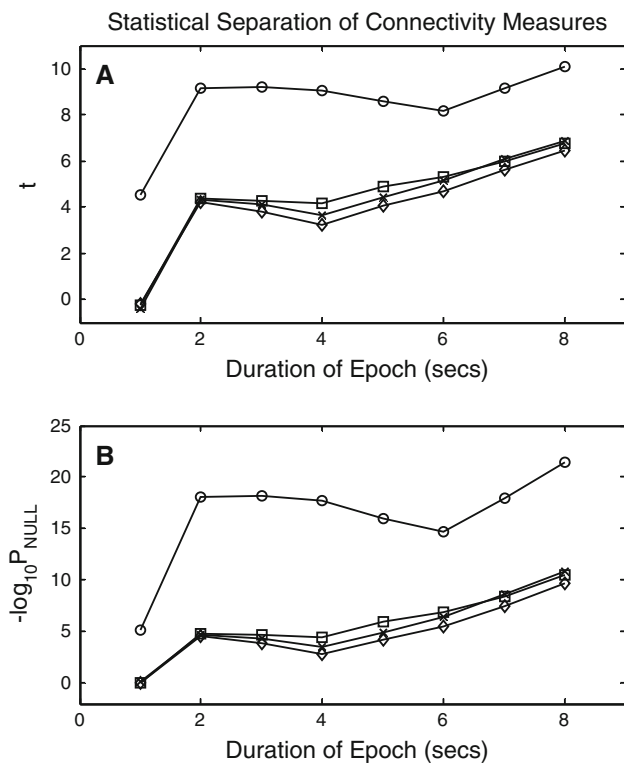 Statistical Separation of Connectivity Measures
A
10
8
6
4
2
0
t
0 2 4 6 8
Duration of Epoch (secs)
B
25
20
15
10
5
0
-log10PNULL
0 2 4 6 8
Duration of Epoch (secs)